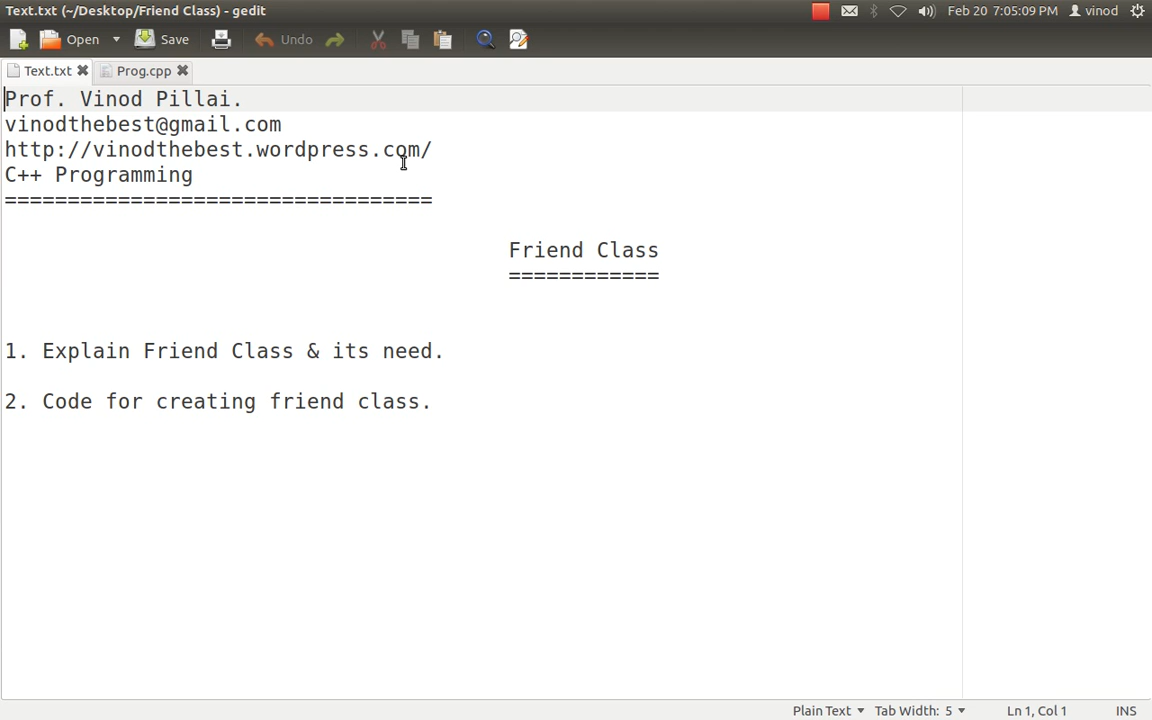 Text.txt (~/Desktop/Friend Class) - gedit
Feb 20 7:05:09 PM vinod
Open Save Undo
Text.txt Prog.cpp
Prof. Vinod Pillai.
vinodthebest@gmail.com
http://vinodthebest.wordpress.com/
C++ Programming
==================================
Friend Class
============
1. Explain Friend Class & its need.
2. Code for creating friend class.
Plain Text Tab Width: 5 Ln 1, Col 1 INS